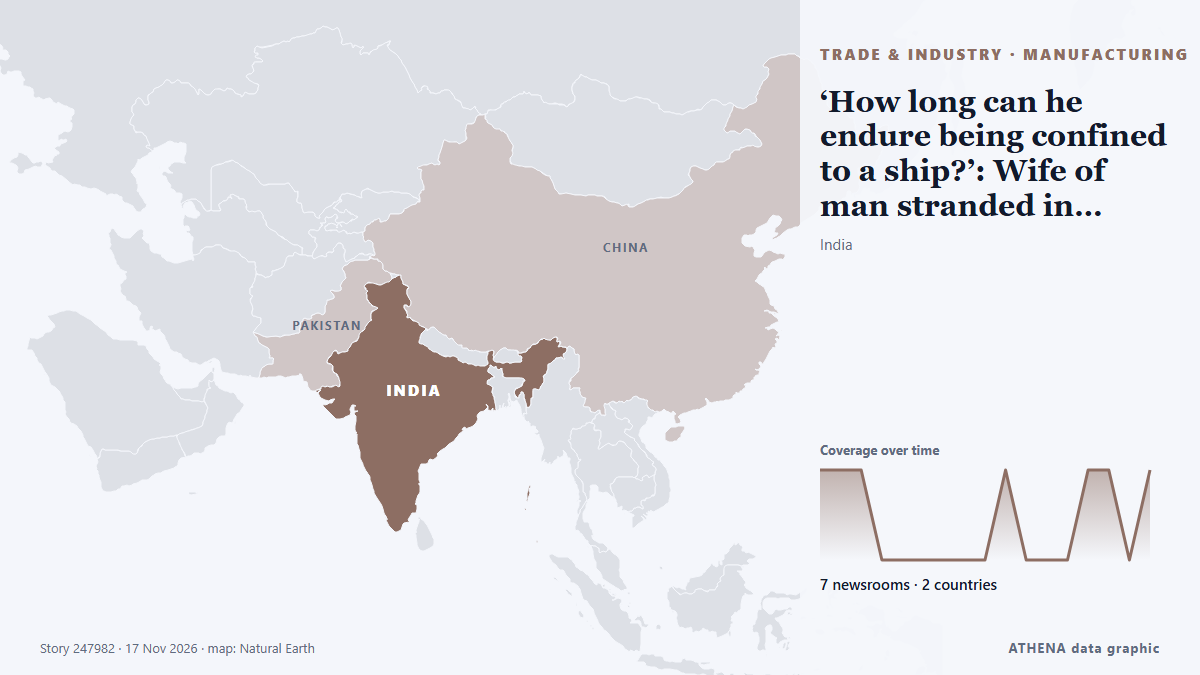 TRADE & INDUSTRY · MANUFACTURING
‘How long can he
endure being confined
to a ship?’: Wife of
man stranded in...
India
CHINA
PAKISTAN
INDIA
Coverage over time
7 newsrooms · 2 countries
Story 247982 · 17 Nov 2026 · map: Natural Earth
ATHENA data graphic